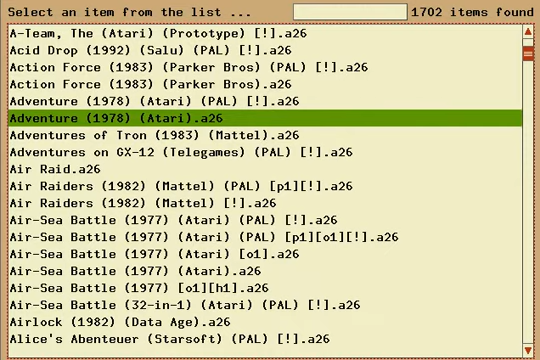 Select an item from the list ... 1702 items found
A-Team, The (Atari) (Prototype) [!].a26
Acid Drop (1992) (Salu) (PAL) [!].a26
Action Force (1983) (Parker Bros) (PAL) [!].a26
Action Force (1983) (Parker Bros).a26
Adventure (1978) (Atari) (PAL) [!].a26
Adventure (1978) (Atari).a26
Adventures of Tron (1983) (Mattel).a26
Adventures on GX-12 (Telegames) (PAL) [!].a26
Air Raid.a26
Air Raiders (1982) (Mattel) (PAL) [p1][!].a26
Air Raiders (1982) (Mattel) [!].a26
Air-Sea Battle (1977) (Atari) (PAL) [!].a26
Air-Sea Battle (1977) (Atari) (PAL) [p1][o1][!].a26
Air-Sea Battle (1977) (Atari) [o1].a26
Air-Sea Battle (1977) (Atari).a26
Air-Sea Battle (1977) [o1][h1].a26
Air-Sea Battle (32-in-1) (Atari) (PAL) [!].a26
Airlock (1982) (Data Age).a26
Alice's Abenteuer (Starsoft) (PAL) [!].a26